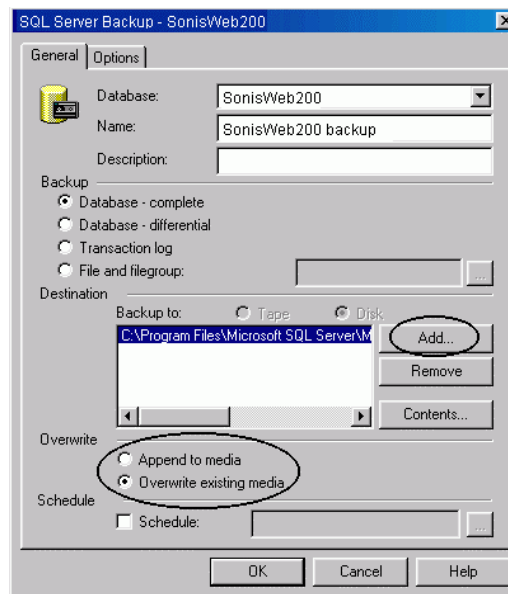 SQL Server Backup - SonisWeb200
General Options
Database: SonisWeb200
Name: SonisWeb200 backup
Description:
Backup
Database - complete
Database - differential
Transaction log
File and filegroup: ...
Destination
Backup to: Tape Disk
C:\Program Files\Microsoft SQL Server\M
Add...
Remove
Contents...
Overwrite
Append to media
Overwrite existing media
Schedule
Schedule: ...
OK Cancel Help